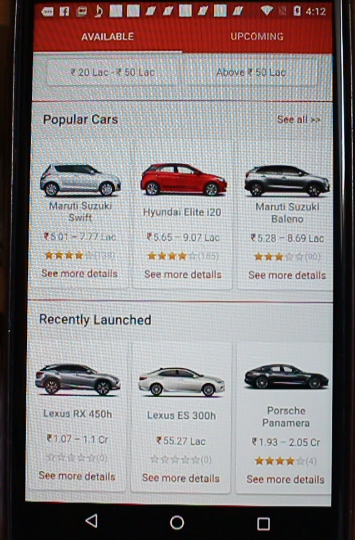 4:12
AVAILABLE
UPCOMING
₹ 20 Lac - ₹ 50 Lac
Above ₹ 50 Lac
Popular Cars
See all >>
Maruti Suzuki
Swift
₹ 5.01 – 7.77 Lac
(138)
See more details
Hyundai Elite i20
₹ 5.65 – 9.07 Lac
(185)
See more details
Maruti Suzuki
Baleno
₹ 5.28 – 8.69 Lac
(90)
See more details
Recently Launched
Lexus RX 450h
₹ 1.07 – 1.1 Cr
(0)
See more details
Lexus ES 300h
₹ 55.27 Lac
(0)
See more details
Porsche
Panamera
₹ 1.93 – 2.05 Cr
(4)
See more details